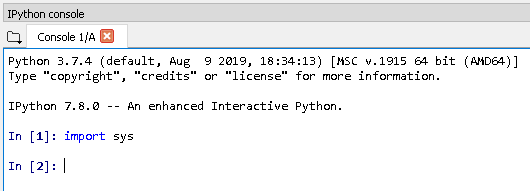 IPython console
Console 1/A
Python 3.7.4 (default, Aug  9 2019, 18:34:13) [MSC v.1915 64 bit (AMD64)]
Type "copyright", "credits" or "license" for more information.
IPython 7.8.0 -- An enhanced Interactive Python.
In [1]: import sys
In [2]: